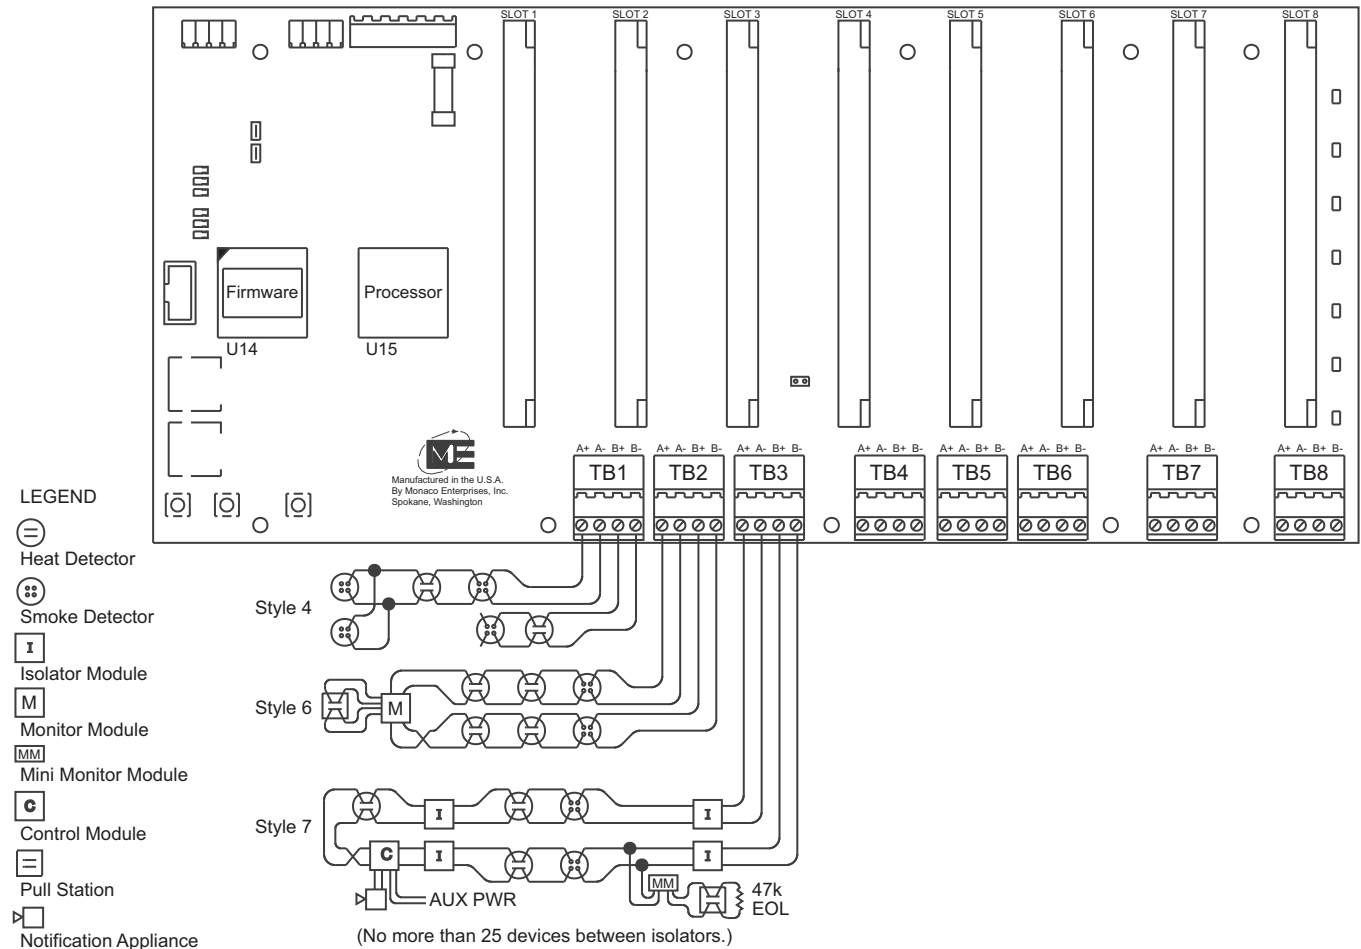 SLOT 1 SLOT 2 SLOT 3 SLOT 4 SLOT 5 SLOT 6 SLOT 7 SLOT 8
Firmware
U14
Processor
U15
ME
Manufactured in the U.S.A.
By Monaco Enterprises, Inc.
Spokane, Washington
A+ A- B+ B- A+ A- B+ B- A+ A- B+ B- A+ A- B+ B- A+ A- B+ B- A+ A- B+ B- A+ A- B+ B- A+ A- B+ B-
TB1 TB2 TB3 TB4 TB5 TB6 TB7 TB8
LEGEND
Heat Detector
Smoke Detector
I
Isolator Module
M
Monitor Module
MM
Mini Monitor Module
C
Control Module
Pull Station
Notification Appliance
Style 4
Style 6
M
Style 7
I I
C I I
AUX PWR
MM
47k
EOL
(No more than 25 devices between isolators.)